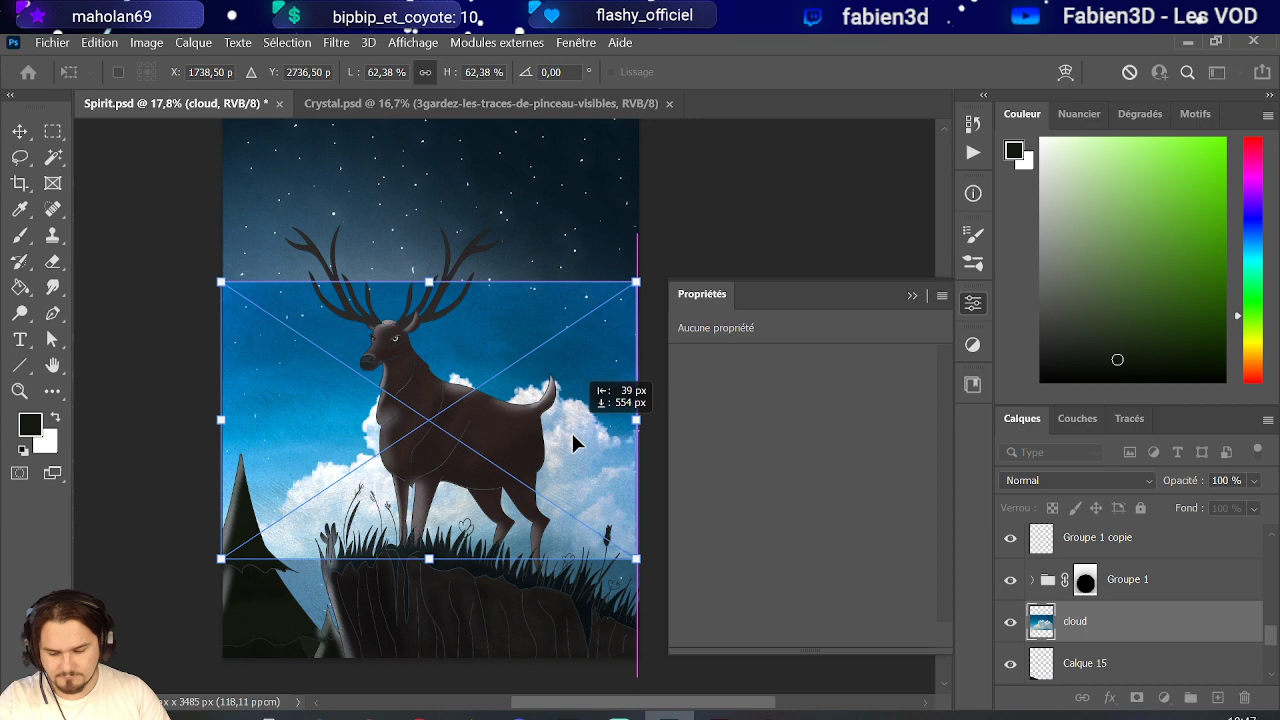 maholan69
bipbip_et_coyote: 10
flashy_officiel
fabien3d
Fabien3D - Les VOD
Ps Fichier Edition Image Calque Texte Sélection Filtre 3D Affichage Modules externes Fenêtre Aide
X: 1738,50 p Y: 2736,50 p L : 62,38 % H : 62,38 % 0,00 ° Lissage
Spirit.psd @ 17,8% (cloud, RVB/8) * × Crystal.psd @ 16,7% (3gardez-les-traces-de-pinceau-visibles, RVB/8) ×
Couleur Nuancier Dégradés Motifs
Propriétés
Aucune propriété
39 px
554 px
Calques Couches Tracés
Type
Normal Opacité : 100 %
Verrou : Fond : 100 %
Groupe 1 copie
Groupe 1
cloud
Calque 15
x 3485 px (118,11 ppcm)